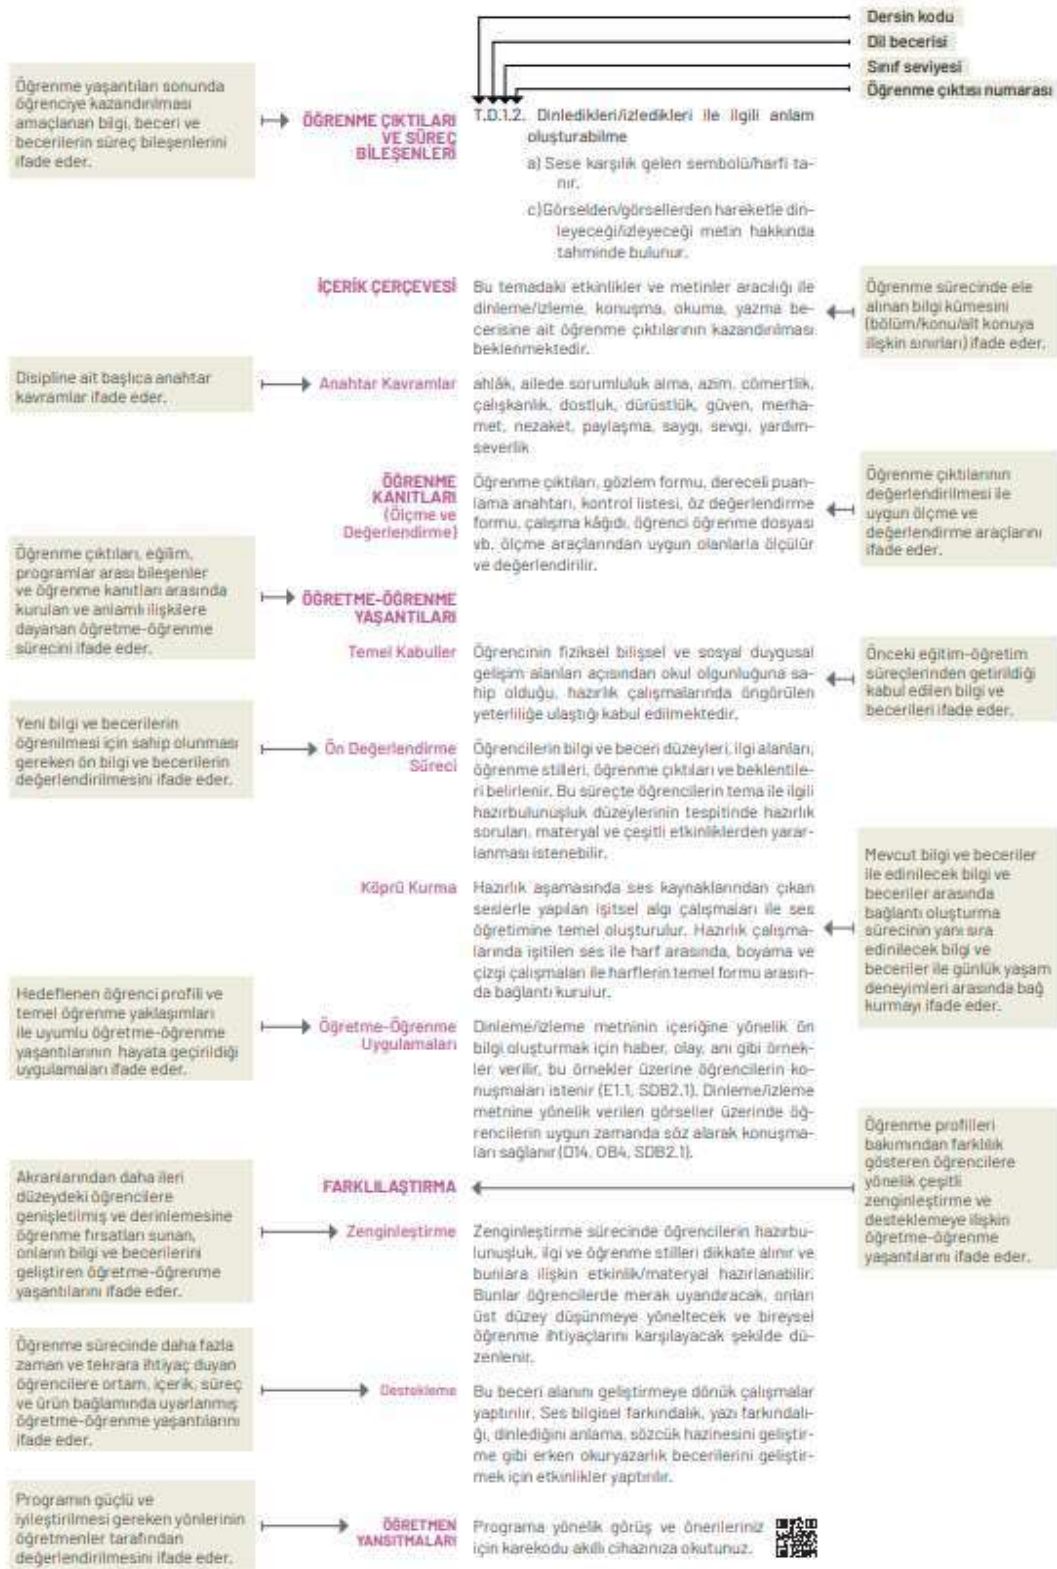 Dersin kodu
Dil becerisi
Sınıf seviyesi
Öğrenme çıktısı numarası
Öğrenme yaşantıları sonunda
öğrenciye kazandırılması
amaçlanan bilgi, beceri ve
becerilerin süreç bileşenlerini
ifade eder.
ÖĞRENME ÇIKTILARI
VE SÜREÇ
BİLEŞENLERİ
T.D.1.2. Dinledikleri/izledikleri ile ilgili anlam
oluşturabilme
a) Sese karşılık gelen sembolü/harfi ta-
nır.
c) Görselden/görsellerden hareketle din-
leyeceği/izleyeceği metin hakkında
tahminde bulunur.
İÇERİK ÇERÇEVESİ
Bu temadaki etkinlikler ve metinler aracılığı ile
dinleme/izleme, konuşma, okuma, yazma be-
cerisine ait öğrenme çıktılarının kazandırılması
beklenmektedir.
Öğrenme sürecinde ele
alınan bilgi kümesini
(bölüm/konu/alt konuya
ilişkin sınırları) ifade eder.
Disipline ait başlıca anahtar
kavramlar ifade eder.
Anahtar Kavramlar
ahlâk, ailede sorumluluk alma, azim, cömertlik,
çalışkanlık, dostluk, dürüstlük, güven, merha-
met, nezaket, paylaşma, saygı, sevgi, yardım-
severlik
ÖĞRENME
KANITLARI
(Ölçme ve
Değerlendirme)
Öğrenme çıktıları, gözlem formu, dereceli puan-
lama anahtarı, kontrol listesi, öz değerlendirme
formu, çalışma kâğıdı, öğrenci öğrenme dosyası
vb. ölçme araçlarından uygun olanlarla ölçülür
ve değerlendirilir.
Öğrenme çıktılarının
değerlendirilmesi ile
uygun ölçme ve
değerlendirme araçlarını
ifade eder.
Öğrenme çıktıları, eğilim,
programlar arası bileşenler
ve öğrenme kanıtları arasında
kurulan ve anlamlı ilişkilere
dayanan öğretme-öğrenme
sürecini ifade eder.
ÖĞRETME-ÖĞRENME
YAŞANTILARI
Temel Kabuller
Öğrencinin fiziksel bilişsel ve sosyal duygusal
gelişim alanları açısından okul olgunluğuna sa-
hip olduğu, hazırlık çalışmalarında öngörülen
yeterliliğe ulaştığı kabul edilmektedir.
Önceki eğitim-öğretim
süreçlerinden getirildiği
kabul edilen bilgi ve
becerileri ifade eder.
Yeni bilgi ve becerilerin
öğrenilmesi için sahip olunması
gereken ön bilgi ve becerilerin
değerlendirilmesini ifade eder.
Ön Değerlendirme
Süreci
Öğrencilerin bilgi ve beceri düzeyleri, ilgi alanları,
öğrenme stilleri, öğrenme çıktıları ve beklentile-
ri belirlenir. Bu süreçte öğrencilerin tema ile ilgili
hazırbulunuşluk düzeylerinin tespitinde hazırlık
soruları, materyal ve çeşitli etkinliklerden yarar-
lanması istenebilir.
Köprü Kurma
Hazırlık aşamasında ses kaynaklarından çıkan
seslerle yapılan işitsel algı çalışmaları ile ses
öğretimine temel oluşturulur. Hazırlık çalışma-
larında işitilen ses ile harf arasında, boyama ve
çizgi çalışmaları ile harflerin temel formu arasın-
da bağlantı kurulur.
Mevcut bilgi ve beceriler
ile edinilecek bilgi ve
beceriler arasında
bağlantı oluşturma
sürecinin yanı sıra
edinilecek bilgi ve
beceriler ile günlük yaşam
deneyimleri arasında bağ
kurmayı ifade eder.
Hedeflenen öğrenci profili ve
temel öğrenme yaklaşımları
ile uyumlu öğretme-öğrenme
yaşantılarının hayata geçirildiği
uygulamaları ifade eder.
Öğretme-Öğrenme
Uygulamaları
Dinleme/izleme metninin içeriğine yönelik ön
bilgi oluşturmak için haber, olay, anı gibi örnek-
ler verilir, bu örnekler üzerine öğrencilerin ko-
nuşmaları istenir (E1.1, SDB2.1). Dinleme/izleme
metnine yönelik verilen görseller üzerinde öğ-
rencilerin uygun zamanda söz alarak konuşma-
ları sağlanır (D14, OB4, SDB2.1).
Öğrenme profilleri
bakımından farklılık
gösteren öğrencilere
yönelik çeşitli
zenginleştirme ve
desteklemeye ilişkin
öğretme-öğrenme
yaşantılarını ifade eder.
FARKLILAŞTIRMA
Akranlarından daha ileri
düzeydeki öğrencilere
genişletilmiş ve derinlemesine
öğrenme fırsatları sunan,
onların bilgi ve becerilerini
geliştiren öğretme-öğrenme
yaşantılarını ifade eder.
Zenginleştirme
Zenginleştirme sürecinde öğrencilerin hazırbu-
lunuşluk, ilgi ve öğrenme stilleri dikkate alınır ve
bunlara ilişkin etkinlik/materyal hazırlanabilir.
Bunlar öğrencilerde merak uyandıracak, onları
üst düzey düşünmeye yöneltecek ve bireysel
öğrenme ihtiyaçlarını karşılayacak şekilde dü-
zenlenir.
Öğrenme sürecinde daha fazla
zaman ve tekrara ihtiyaç duyan
öğrencilere ortam, içerik, süreç
ve ürün bağlamında uyarlanmış
öğretme-öğrenme yaşantılarını
ifade eder.
Destekleme
Bu beceri alanını geliştirmeye dönük çalışmalar
yaptırılır. Ses bilgisel farkındalık, yazı farkındalı-
ğı, dinlediğini anlama, sözcük hazinesini geliştir-
me gibi erken okuryazarlık becerilerini geliştir-
mek için etkinlikler yaptırılır.
Programın güçlü ve
iyileştirilmesi gereken yönlerinin
öğretmenler tarafından
değerlendirilmesini ifade eder.
ÖĞRETMEN
YANSITMALARI
Programa yönelik görüş ve önerileriniz
için karekodu akıllı cihazınıza okutunuz.